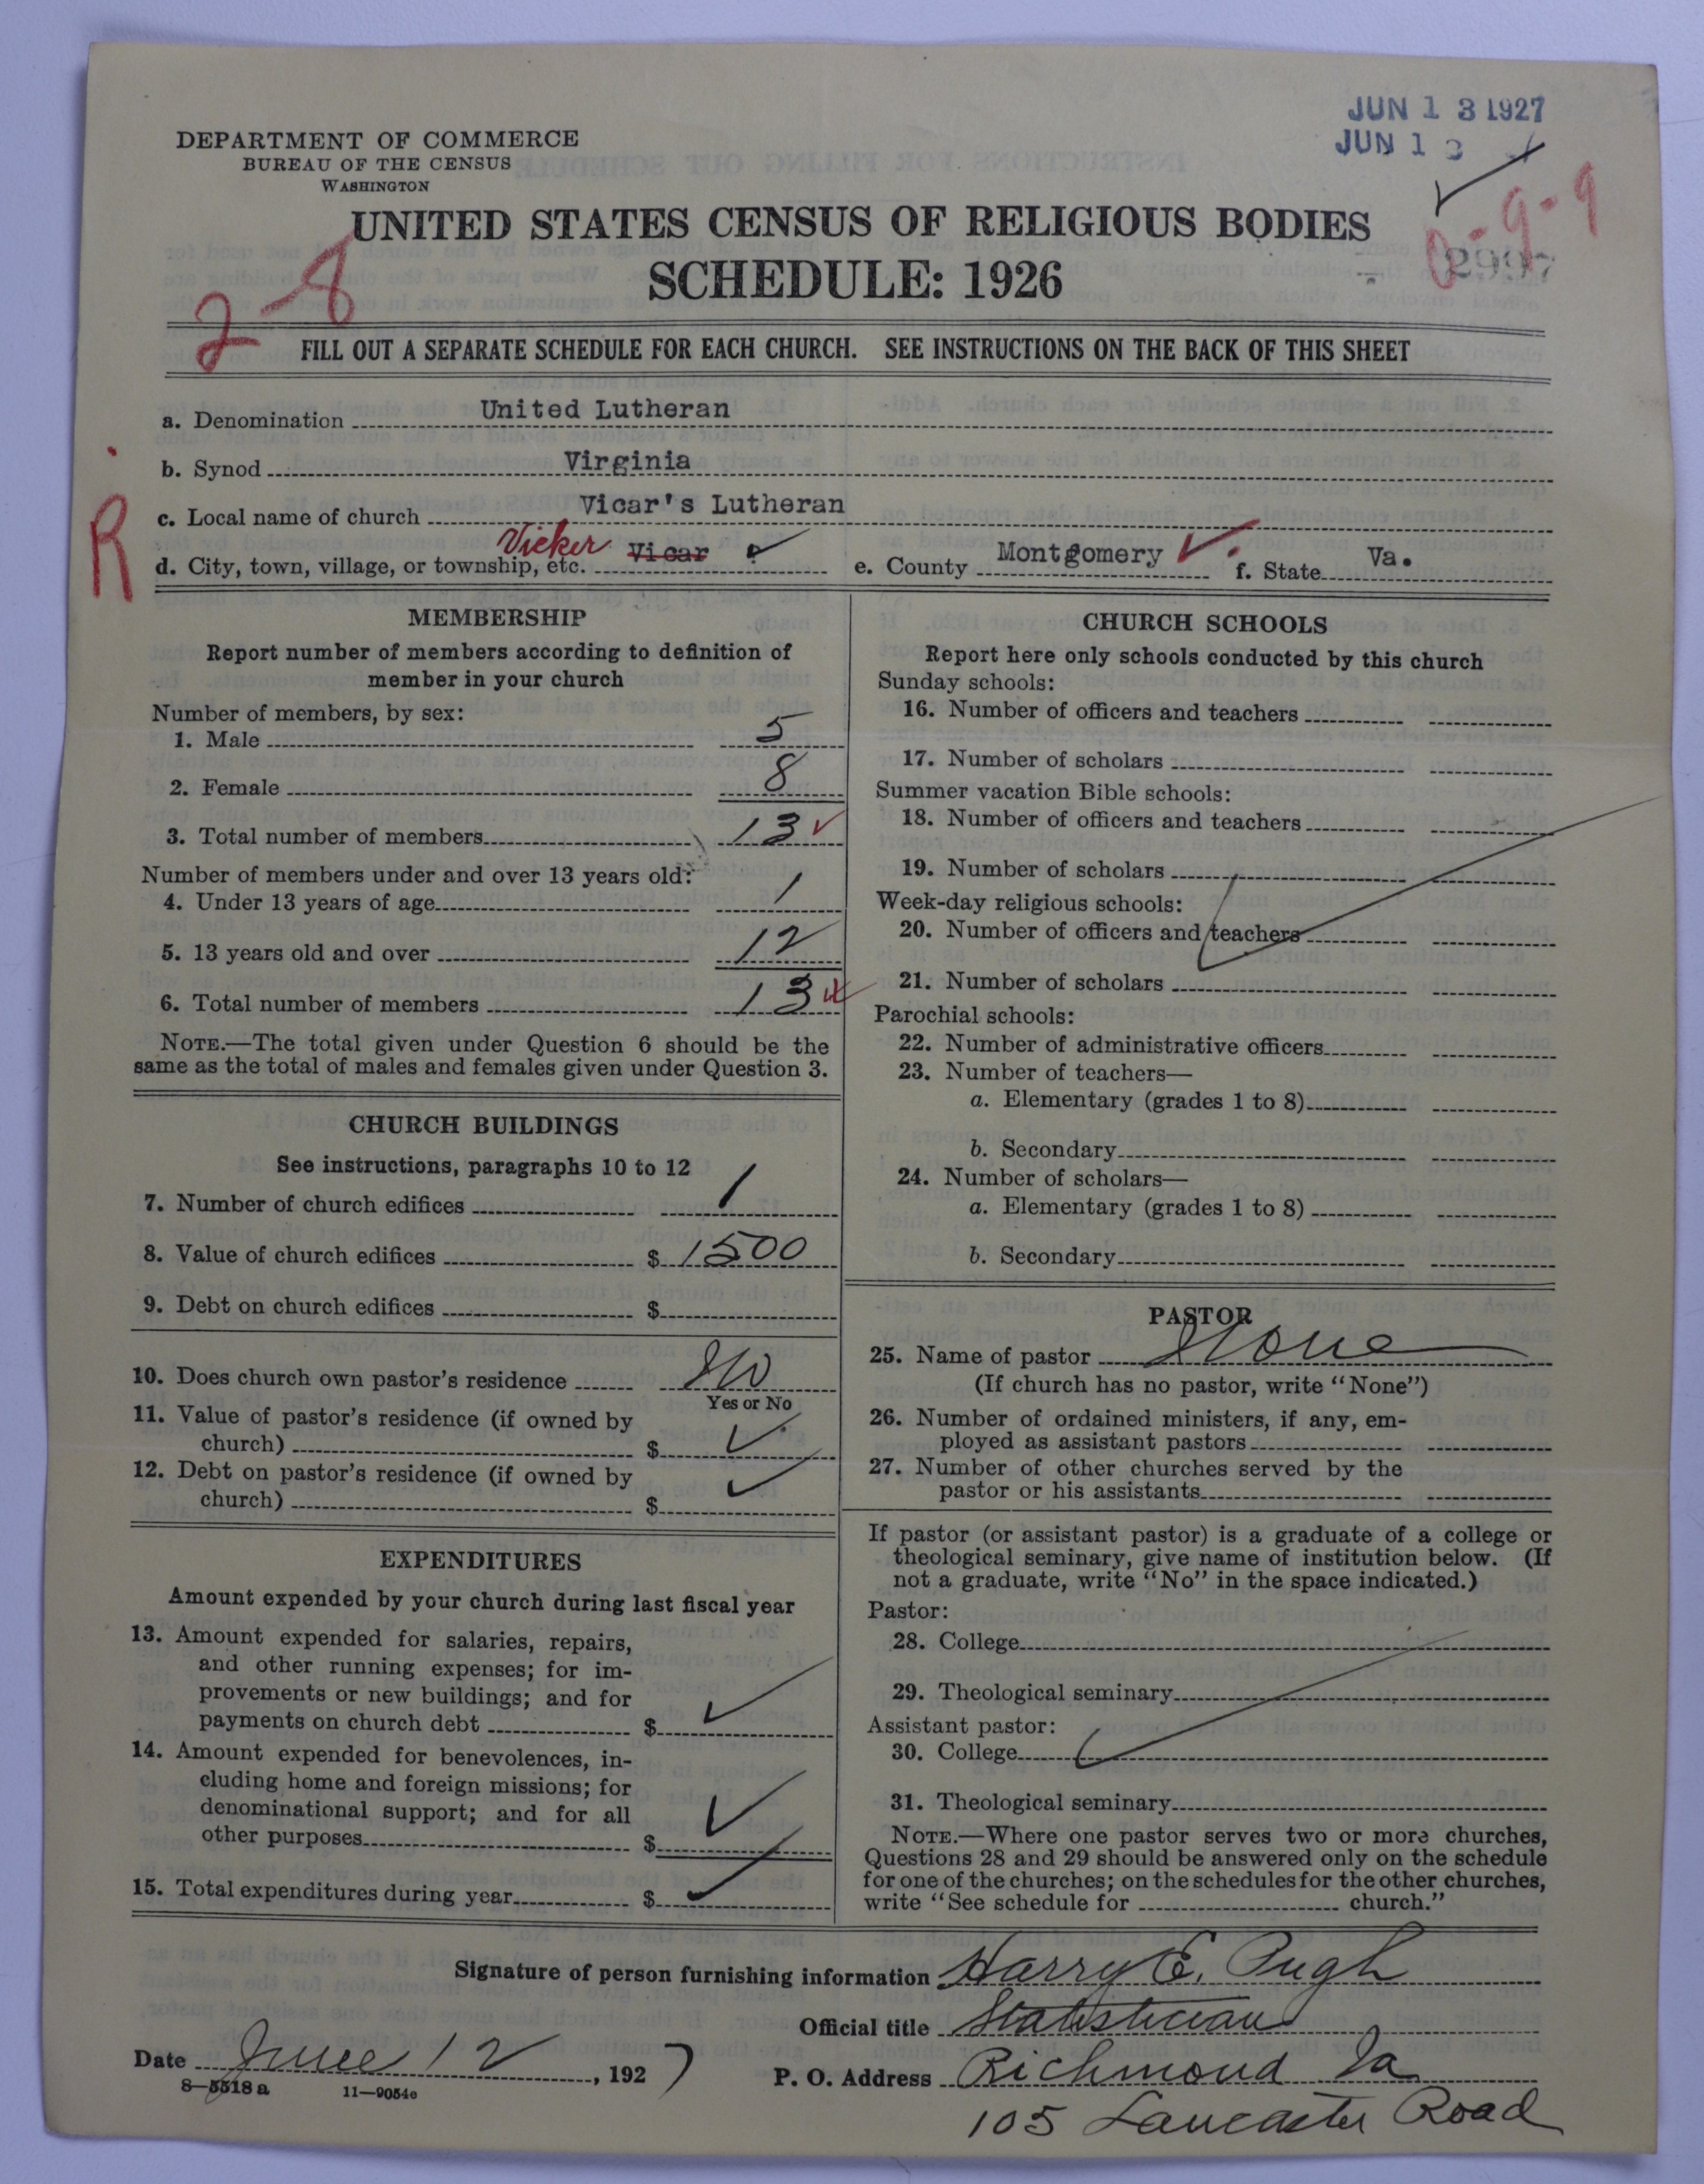 JUN 13 1927
JUN 13
DEPARTMENT OF COMMERCE
BUREAU OF THE CENSUS
WASHINGTON
UNITED STATES CENSUS OF RELIGIOUS BODIES
SCHEDULE: 1926
0-9-9
2997
2-8
FILL OUT A SEPARATE SCHEDULE FOR EACH CHURCH. SEE INSTRUCTIONS ON THE BACK OF THIS SHEET
a. Denomination United Lutheran
b. Synod Virginia
c. Local name of church Vicar's Lutheran
R
d. City, town, village, or township, etc. Vicker Vicar e. County Montgomery f. State Va.
MEMBERSHIP
Report number of members according to definition of
member in your church
Number of members, by sex:
1. Male 5
2. Female 8
3. Total number of members 13
Number of members under and over 13 years old:
4. Under 13 years of age 1
5. 13 years old and over 12
6. Total number of members 13
NOTE.—The total given under Question 6 should be the
same as the total of males and females given under Question 3.
CHURCH BUILDINGS
See instructions, paragraphs 10 to 12
7. Number of church edifices 1
8. Value of church edifices $ 1500
9. Debt on church edifices $
10. Does church own pastor's residence No
Yes or No
11. Value of pastor's residence (if owned by
church) $
12. Debt on pastor's residence (if owned by
church) $
EXPENDITURES
Amount expended by your church during last fiscal year
13. Amount expended for salaries, repairs,
and other running expenses; for im-
provements or new buildings; and for
payments on church debt $
14. Amount expended for benevolences, in-
cluding home and foreign missions; for
denominational support; and for all
other purposes $
15. Total expenditures during year $
CHURCH SCHOOLS
Report here only schools conducted by this church
Sunday schools:
16. Number of officers and teachers
17. Number of scholars
Summer vacation Bible schools:
18. Number of officers and teachers
19. Number of scholars
Week-day religious schools:
20. Number of officers and teachers
21. Number of scholars
Parochial schools:
22. Number of administrative officers
23. Number of teachers—
a. Elementary (grades 1 to 8)
b. Secondary
24. Number of scholars—
a. Elementary (grades 1 to 8)
b. Secondary
PASTOR
25. Name of pastor None
(If church has no pastor, write "None")
26. Number of ordained ministers, if any, em-
ployed as assistant pastors
27. Number of other churches served by the
pastor or his assistants
If pastor (or assistant pastor) is a graduate of a college or
theological seminary, give name of institution below. (If
not a graduate, write "No" in the space indicated.)
Pastor:
28. College
29. Theological seminary
Assistant pastor:
30. College
31. Theological seminary
NOTE.—Where one pastor serves two or more churches,
Questions 28 and 29 should be answered only on the schedule
for one of the churches; on the schedules for the other churches,
write "See schedule for church."
Signature of person furnishing information Harry E. Pugh
Official title Statistician
Date June 12, 1927
P. O. Address Richmond Va
105 Lancaster Road
8—5518 a 11—9054c